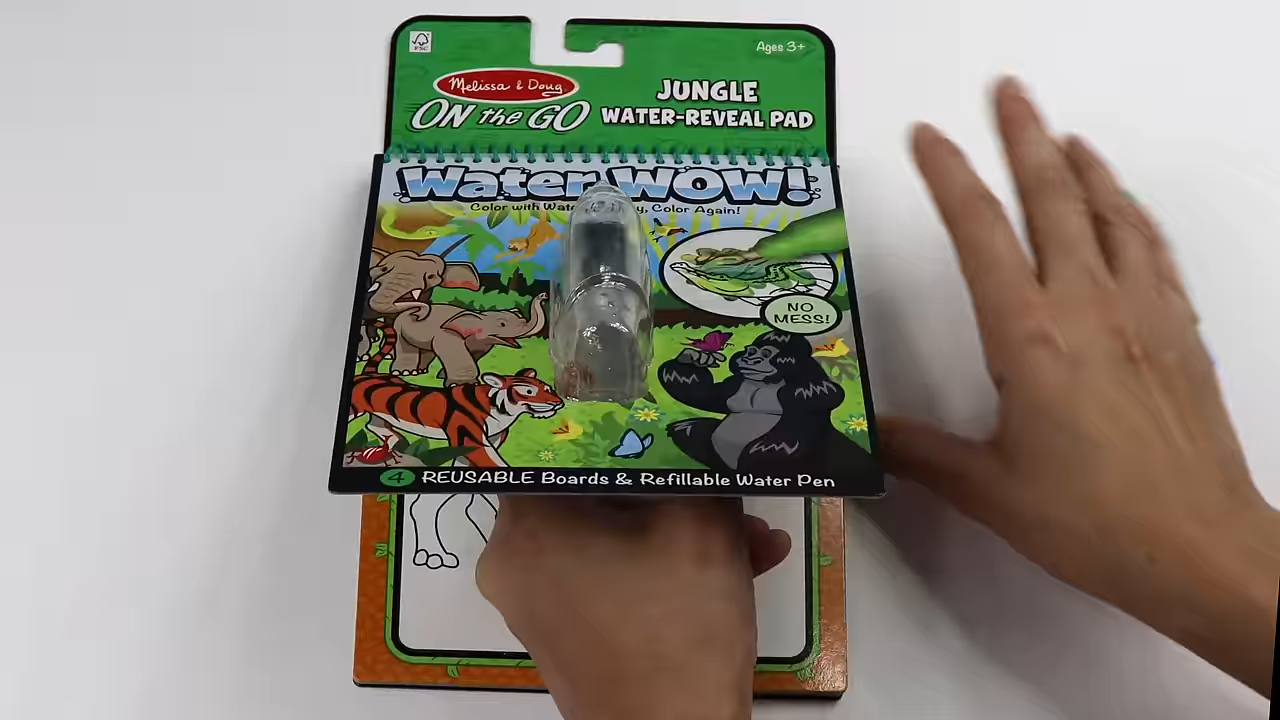 FSC
Ages 3+
Melissa & Doug
ON the GO
JUNGLE
WATER-REVEAL PAD
Water WOW!
Color with , Color Again!
NO
MESS!
4 REUSABLE Boards & Refillable Water Pen